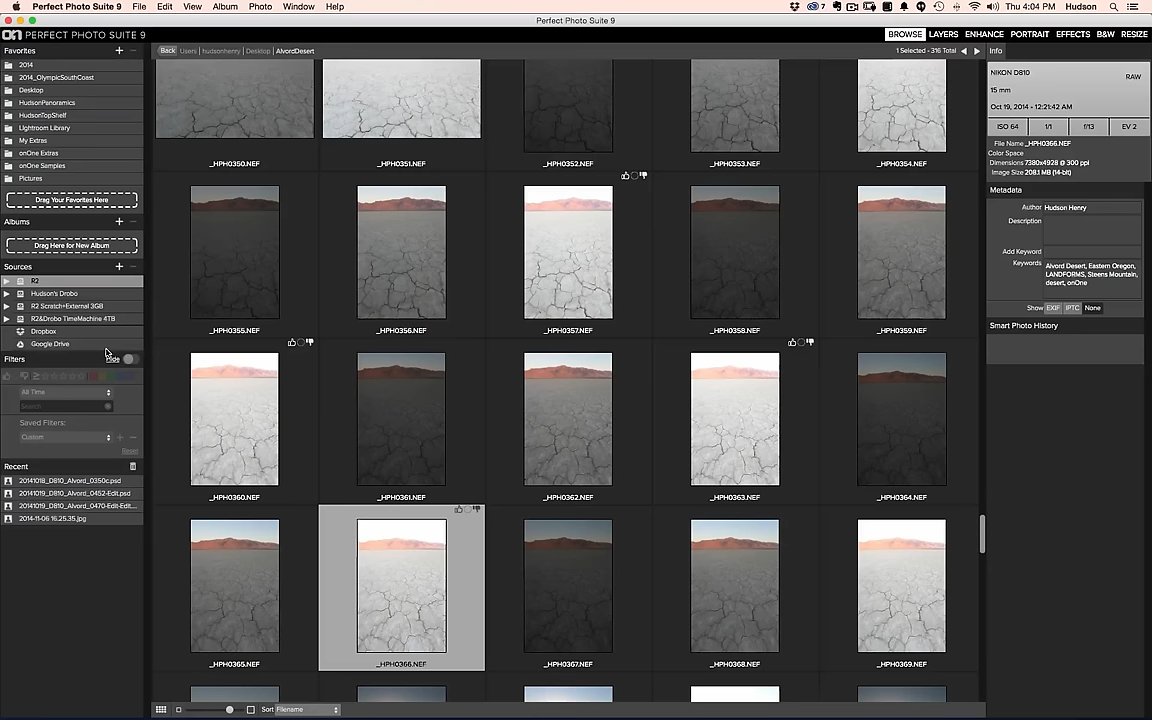 Perfect Photo Suite 9 File Edit View Album Photo Window Help 7 Thu 4:04 PM Hudson
Perfect Photo Suite 9
on1 PERFECT PHOTO SUITE 9 BROWSE LAYERS ENHANCE PORTRAIT EFFECTS B&W RESIZE
Favorites
2014
2014_OlympicSouthCoast
Desktop
HudsonPanoramics
HudsonTopShelf
Lightroom Library
My Extras
onOne Extras
onOne Samples
Pictures
Drag Your Favorites Here
Albums
Drag Here for New Album
Sources
R2
Hudson's Drobo
R2 Scratch+External 3GB
R2&Drobo TimeMachine 4TB
Dropbox
Google Drive
Filters Hide
All Time
Search
Saved Filters:
Custom
Reset
Recent
20141018_D810_Alvord_0350c.psd
20141019_D810_Alvord_0452-Edit.psd
20141019_D810_Alvord_0470-Edit-Edit...
2014-11-06 16.25.35.jpg
Back Users hudsonhenry Desktop AlvordDesert 1 Selected - 316 Total
_HPH0350.NEF _HPH0351.NEF _HPH0352.NEF _HPH0353.NEF _HPH0354.NEF
_HPH0355.NEF _HPH0356.NEF _HPH0357.NEF _HPH0358.NEF _HPH0359.NEF
_HPH0360.NEF _HPH0361.NEF _HPH0362.NEF _HPH0363.NEF _HPH0364.NEF
_HPH0365.NEF _HPH0366.NEF _HPH0367.NEF _HPH0368.NEF _HPH0369.NEF
Sort Filename
Info
NIKON D810 RAW
15 mm
Oct 19, 2014 - 12:21:42 AM
ISO 64 1/1 f/13 EV 2
File Name _HPH0366.NEF
Color Space
Dimensions 7380x4928 @ 300 ppi
Image Size 208.1 MB (14-bit)
Metadata
Author Hudson Henry
Description
Add Keyword
Keywords Alvord Desert, Eastern Oregon,
LANDFORMS, Steens Mountain,
desert, onOne
Show EXIF IPTC None
Smart Photo History